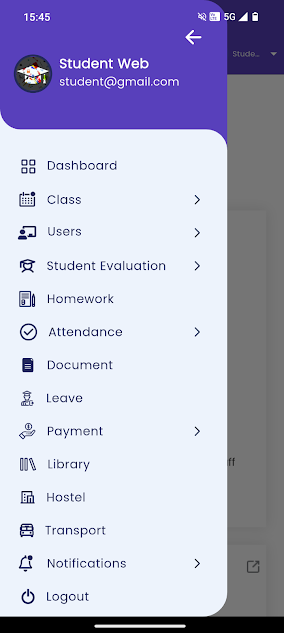 15:45
5G
Student Web
student@gmail.com
Stude...
Dashboard
Class
Users
Student Evaluation
Homework
Attendance
Document
Leave
Payment
Library
Hostel
Transport
Notifications
Logout